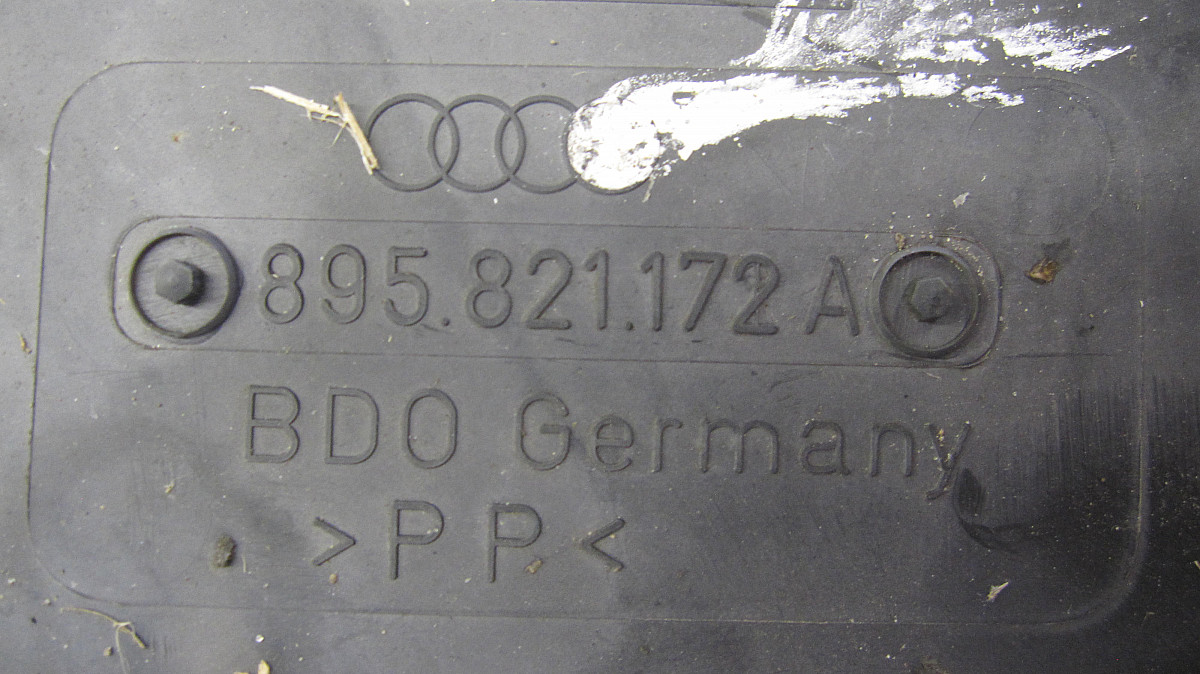 895.821.172 A
BDO Germany
>PP<